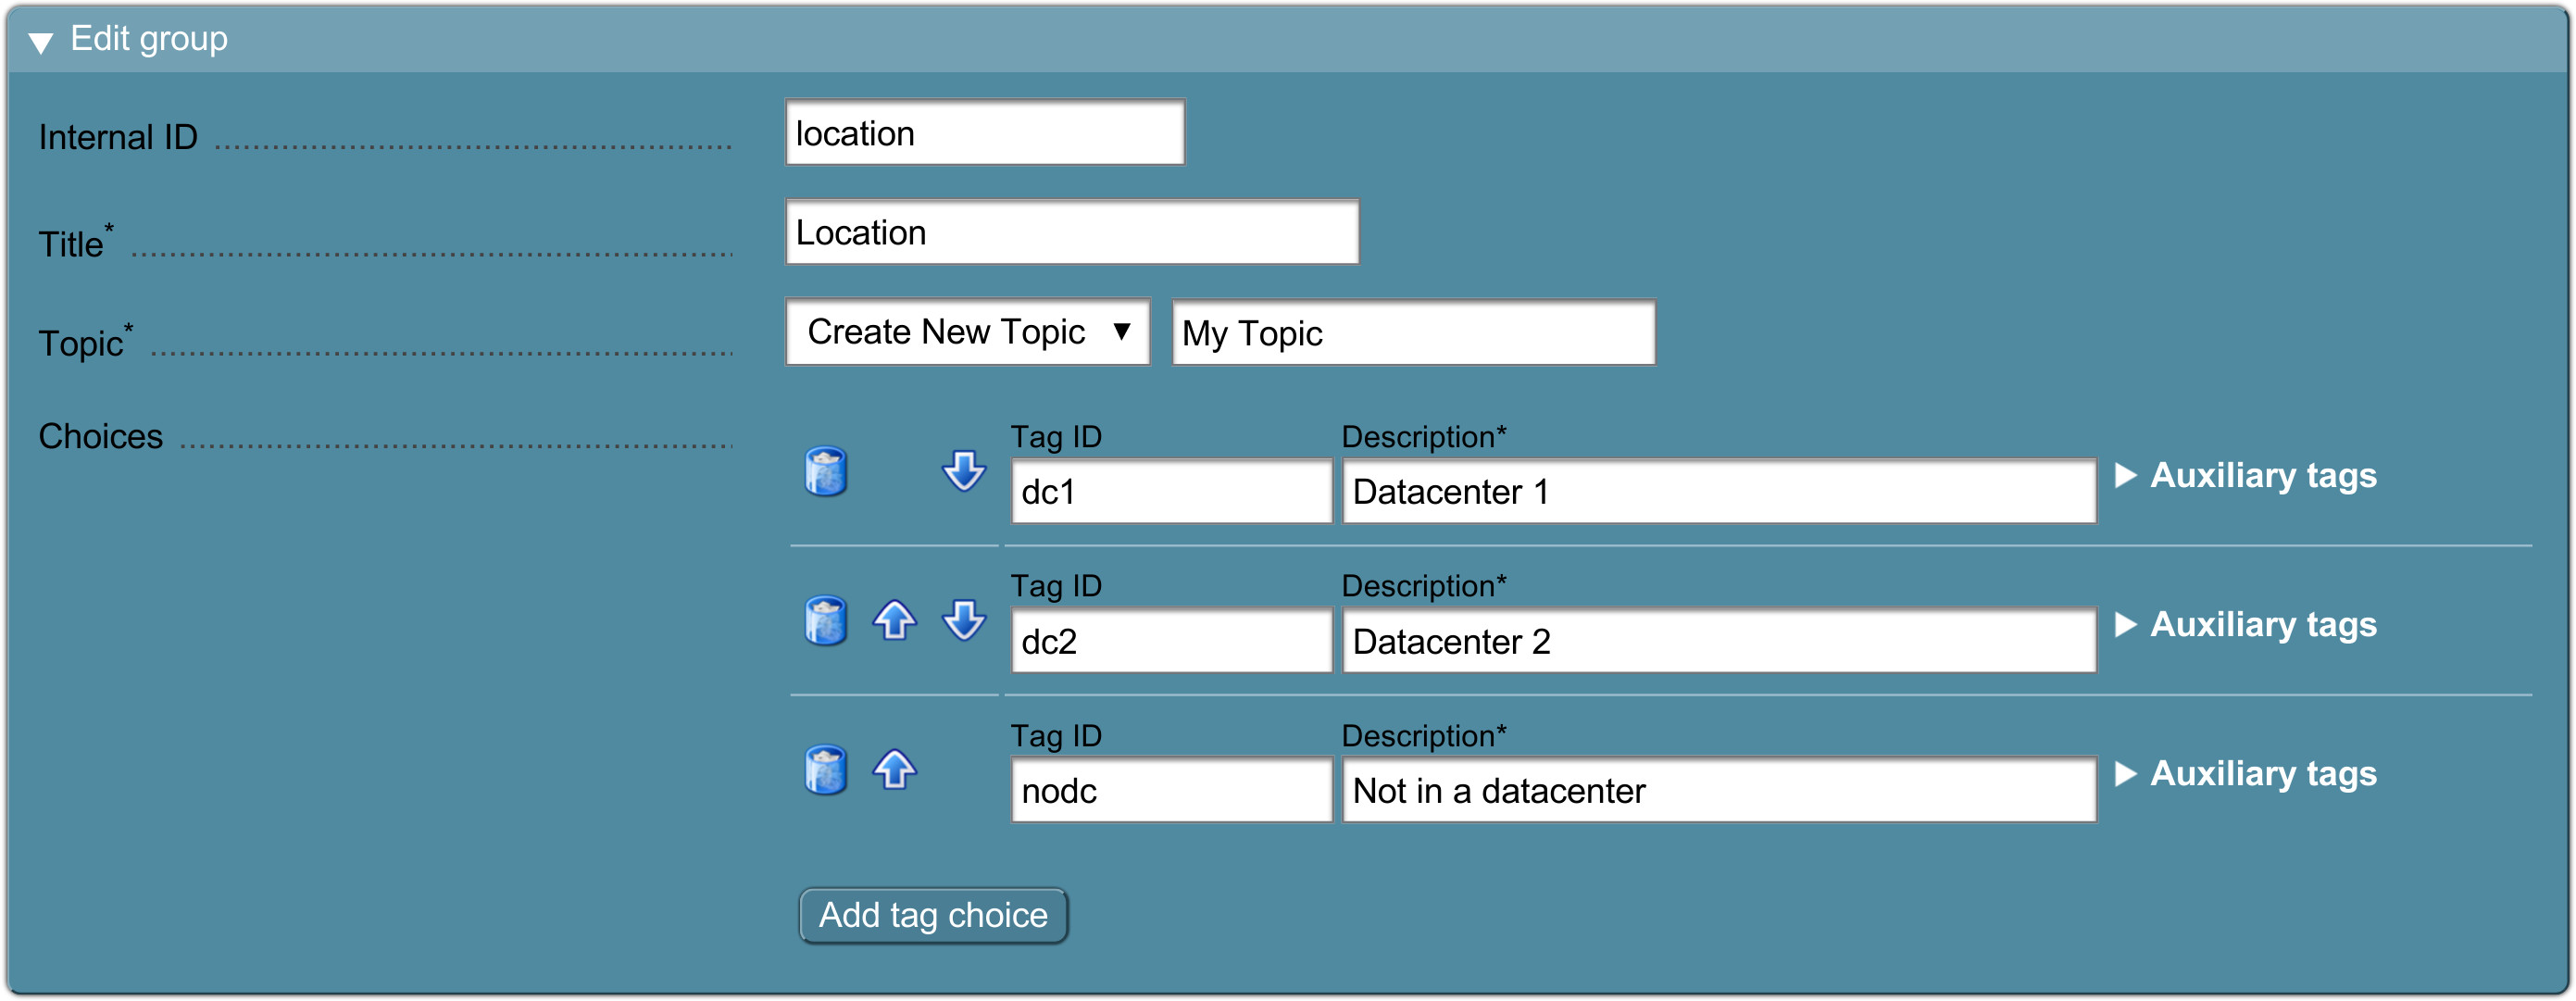 Edit group
Internal ID location
Title* Location
Topic* Create New Topic My Topic
Choices
Tag ID Description*
dc1 Datacenter 1 Auxiliary tags
Tag ID Description*
dc2 Datacenter 2 Auxiliary tags
Tag ID Description*
nodc Not in a datacenter Auxiliary tags
Add tag choice